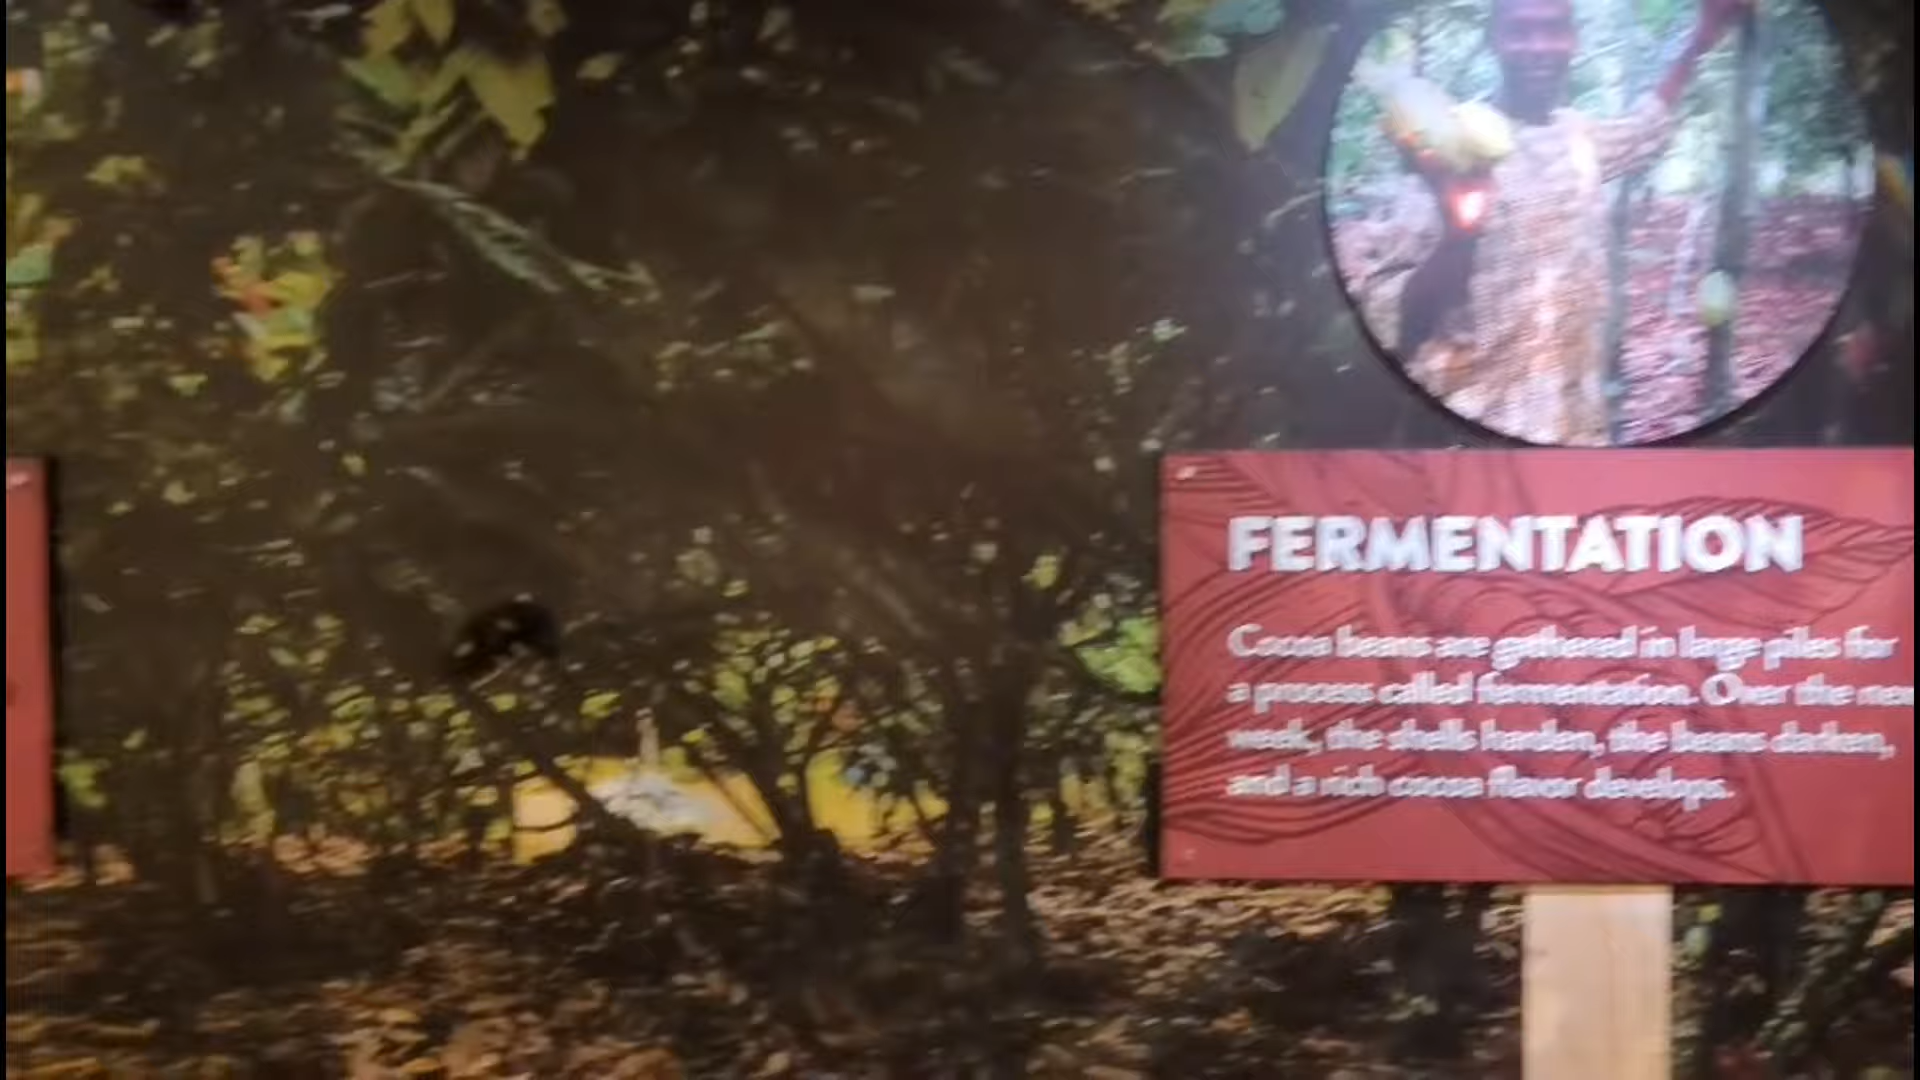 FERMENTATION
Cocoa beans are gathered in large piles for
a process called fermentation. Over the
week, the shells harden, the beans darken,
and a rich cocoa flavor develops.